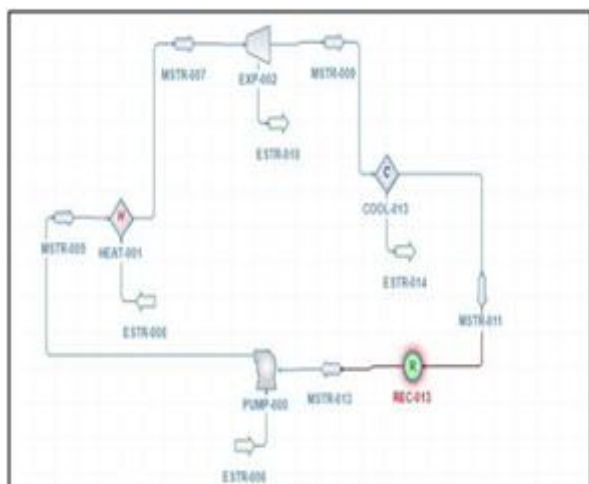 MSTR-007
EXP-002
MSTR-009
ESTR-010
C
COOL-013
H
MSTR-005
HEAT-001
ESTR-014
ESTR-008
MSTR-011
R
PUMP-000
MSTR-013
REC-013
ESTR-006